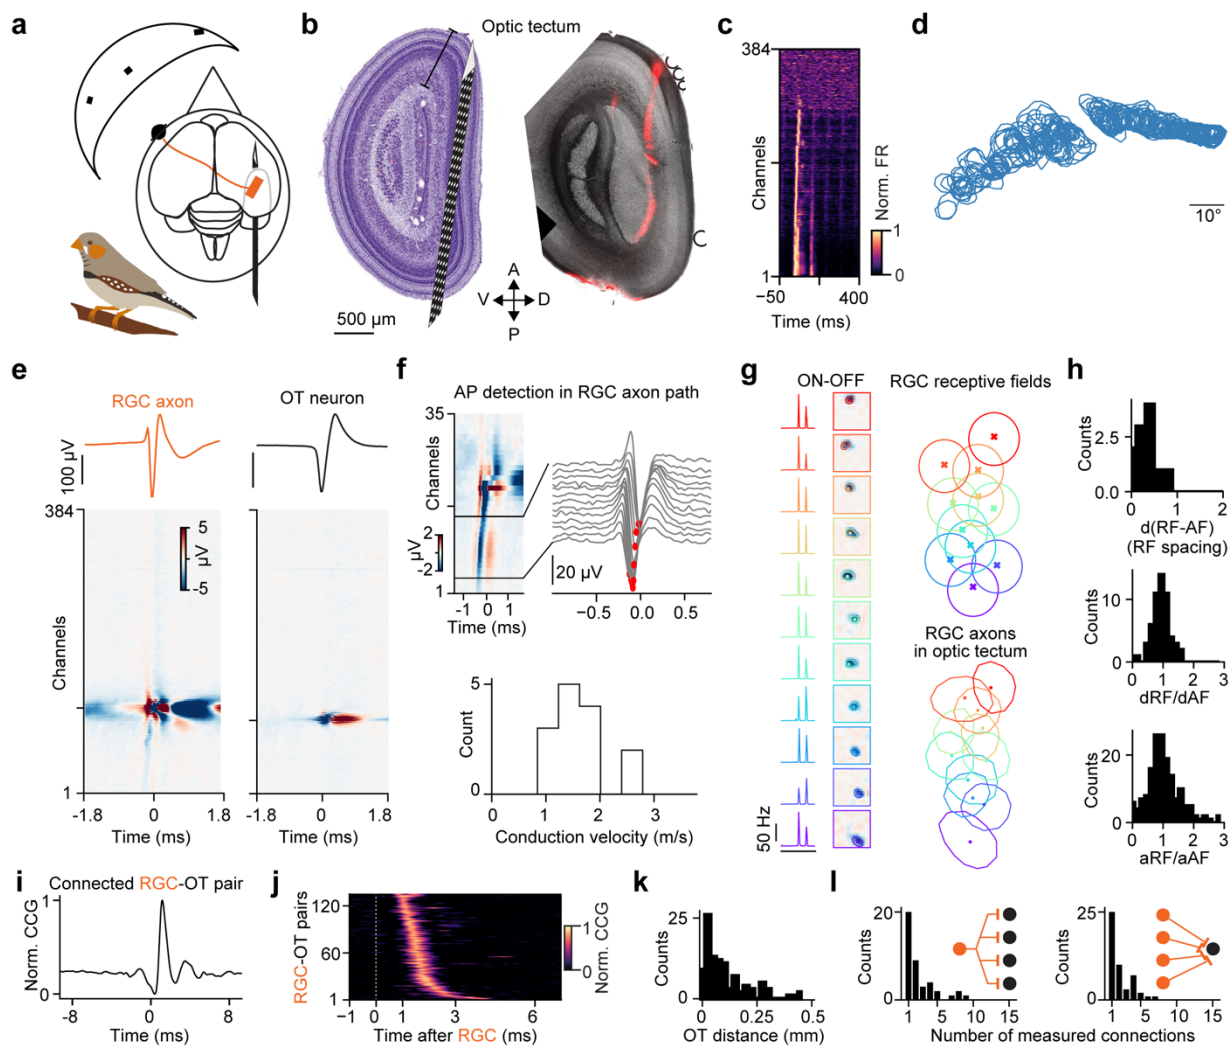 a
b
Optic tectum
500 µm
A
V
D
P
c
384
Channels
1
−50
400
Time (ms)
Norm. FR
1
0
d
10°
e
RGC axon
OT neuron
100 µV
384
Channels
1
5
µV
-5
-1.8
0
1.8
Time (ms)
-1.8
0
1.8
Time (ms)
f
AP detection in RGC axon path
35
Channels
1
2
µV
-2
-1
0
1
Time (ms)
20 µV
−0.5
0.0
0.5
5
Count
0
0
1
2
3
Conduction velocity (m/s)
g
ON-OFF
RGC receptive fields
50 Hz
RGC axons
in optectum
h
Counts
2.5
0.0
0
1
2
d(RF-AF)
(RF spacing)
Counts
10
0
0
1
2
3
dRF/dAF
Counts
20
0
0
1
2
3
aRF/aAF
i
Connected RGC-OT pair
Norm. CCG
1
0
-8
0
8
Time (ms)
j
RGC-OT pairs
120
60
1
−1
0
1
3
6
Time after RGC (ms)
1
0
Norm. CCG
k
Counts
25
0
0.0
0.25
0.5
OT distance (mm)
l
Counts
20
0
1
5
10
15
Counts
25
0
1
5
10
15
Number of measured connections